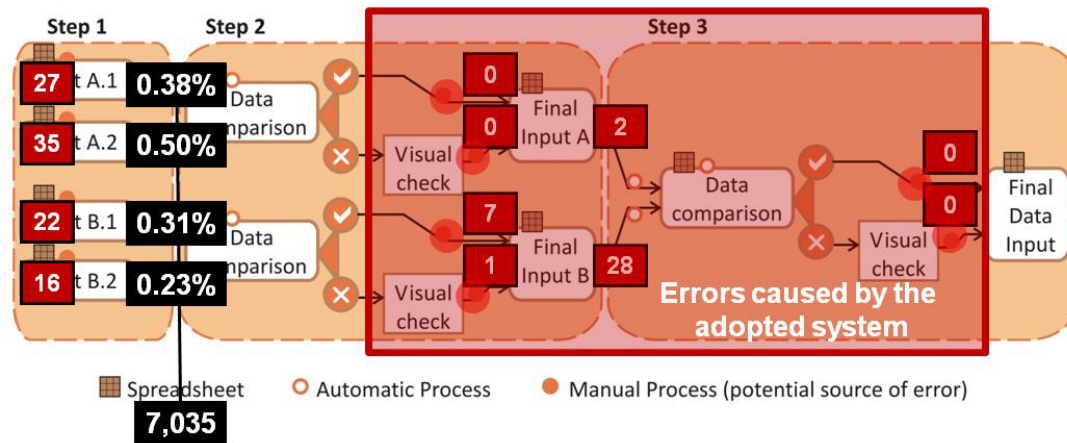 Step 1
Step 2
Step 3
27
t A.1
0.38%
35
t A.2
0.50%
22
t B.1
0.31%
16
t B.2
0.23%
Data
omparison
Data
omparison
Visual
check
Visual
check
0
0
7
1
Final
Input A
Final
Input B
2
28
Data
comparison
Visual
check
0
0
Final
Data
Input
Errors caused by the
adopted system
Spreadsheet
Automatic Process
Manual Process (potential source of error)
7,035